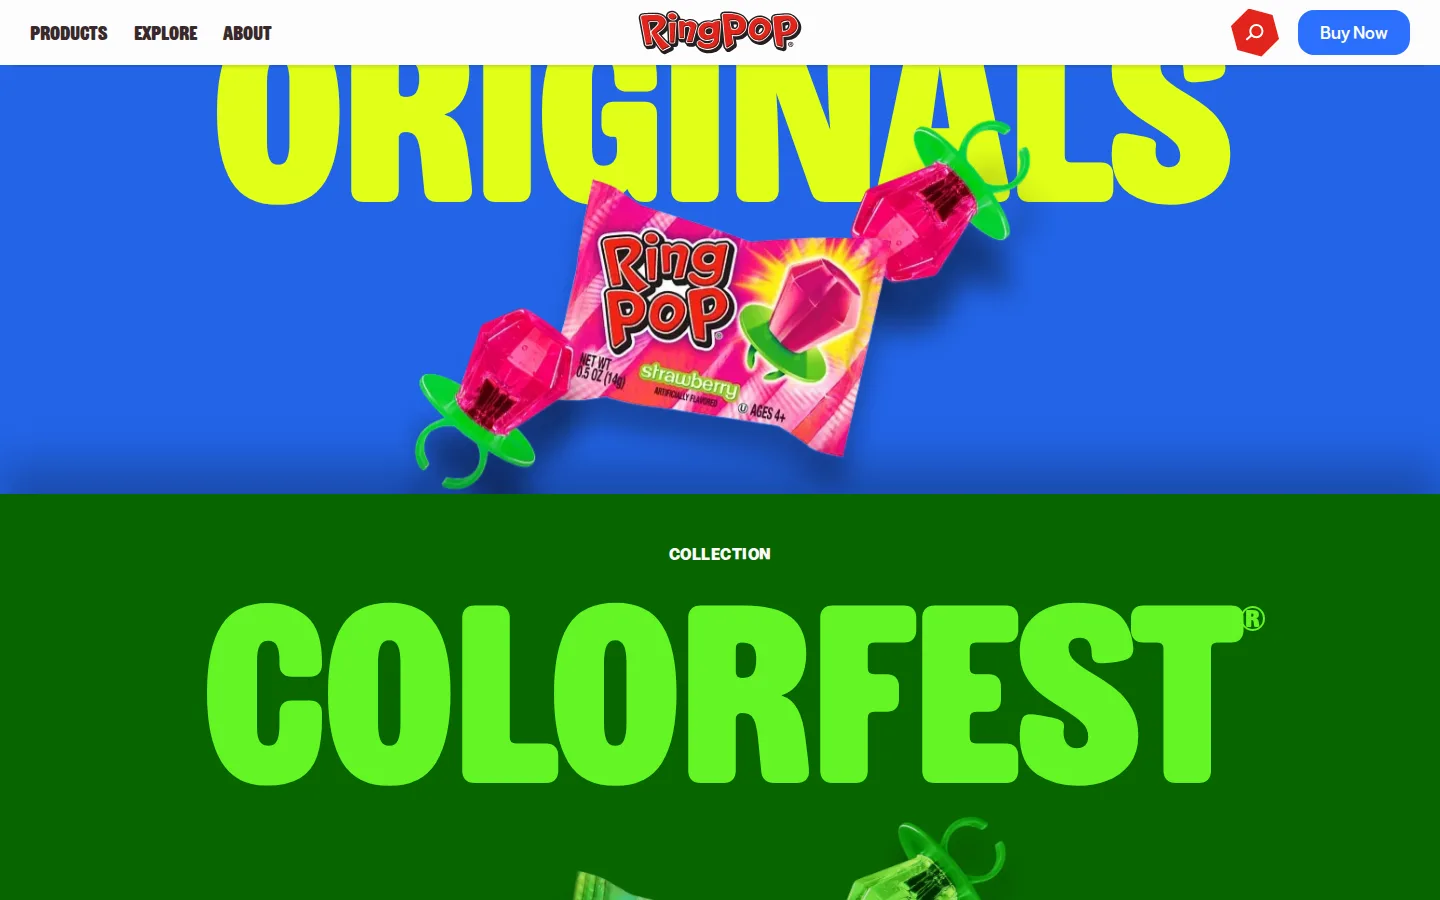 PRODUCTS EXPLORE ABOUT
RingPop®
Buy Now
ORIGINALS
Ring
POP®
NET WT
0.5 OZ (14g)
strawberry
ARTIFICIALLY FLAVORED
U AGES 4+
COLLECTION
COLORFEST®